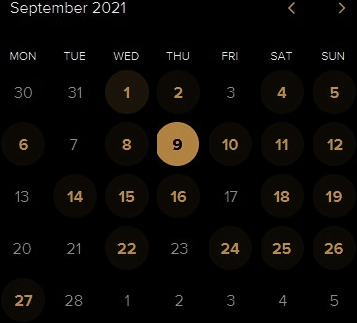 September 2021
MON TUE WED THU FRI SAT SUN
30 31 1 2 3 4 5
6 7 8 9 10 11 12
13 14 15 16 17 18 19
20 21 22 23 24 25 26
27 28 1 2 3 4 5